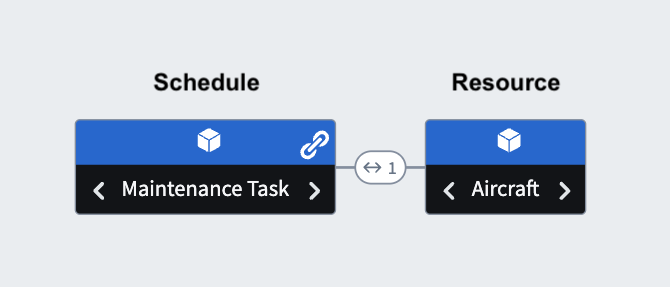 Schedule
Resource
Maintenance Task
1
Aircraft